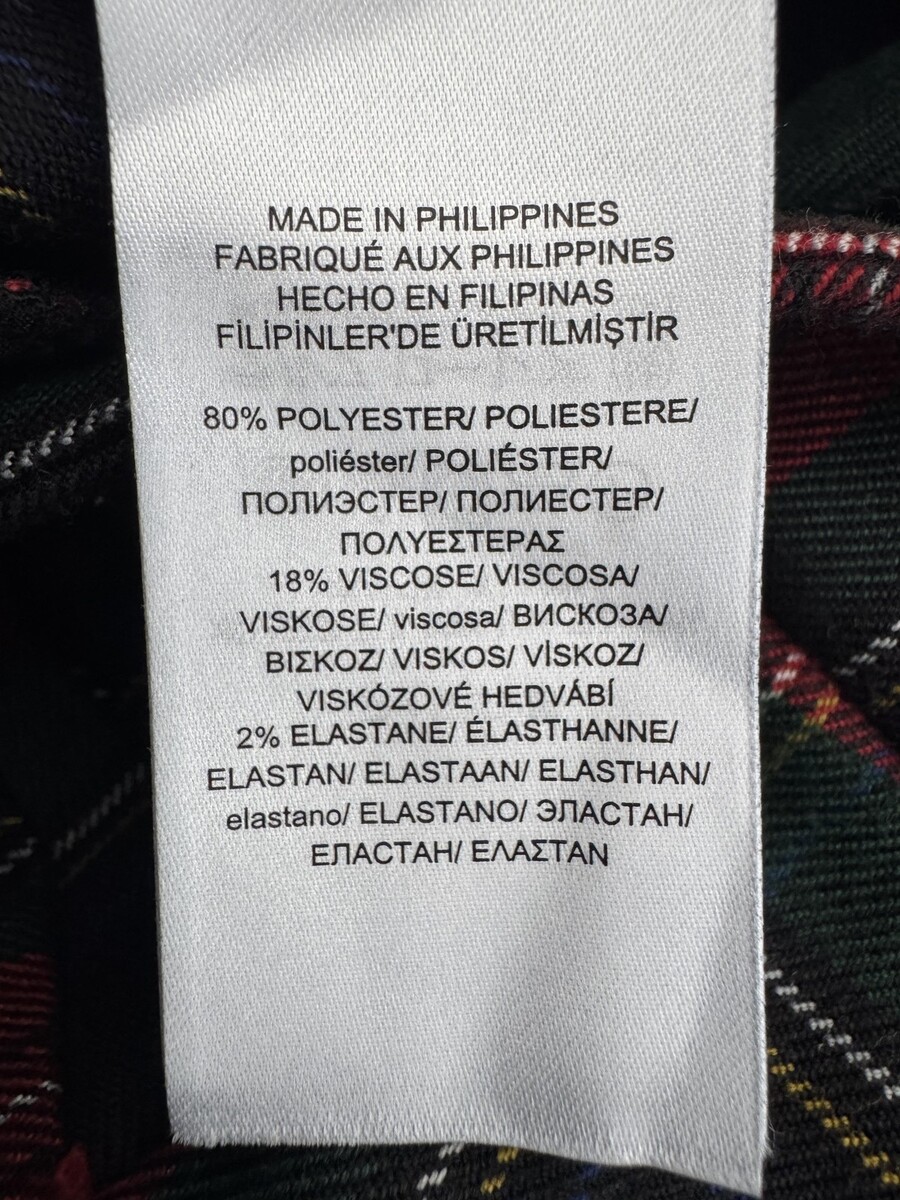 MADE IN PHILIPPINES
FABRIQUÉ AUX PHILIPPINES
HECHO EN FILIPINAS
FİLİPİNLER'DE ÜRETİLMİŞTİR
80% POLYESTER/ POLIESTERE/
poliéster/ POLIÉSTER/
ПОЛИЭСТЕР/ ПОЛИЕСТЕР/
ΠΟΛΥΕΣΤΕΡΑΣ
18% VISCOSE/ VISCOSA/
VISKOSE/ viscosa/ ВИСКОЗА/
ΒΙΣΚΟΖ/ VISKOS/ VİSKOZ/
VISKÓZOVÉ HEDVÁBÍ
2% ELASTANE/ ÉLASTHANNE/
ELASTAN/ ELASTAAN/ ELASTHAN/
elastano/ ELASTANO/ ЭЛАСТАН/
ЕЛАСТАН/ ΕΛΑΣΤΑΝ